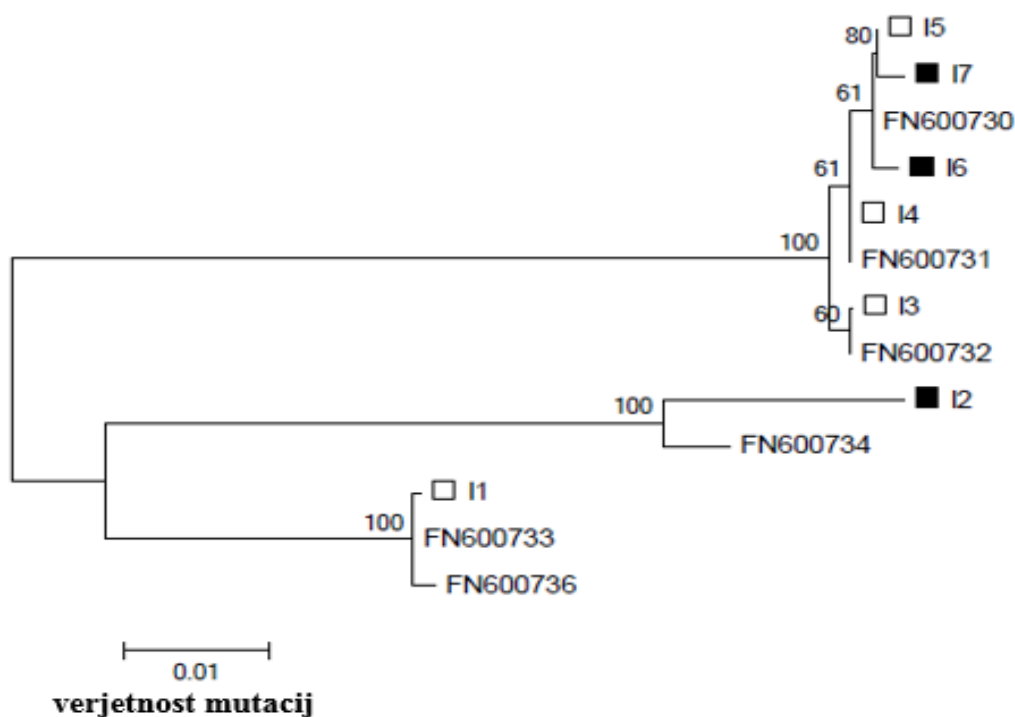 80
I5
I7
61
FN600730
61
I6
I4
100
FN600731
60
I3
FN600732
100
I2
FN600734
I1
100
FN600733
FN600736
0.01
verjetnost mutacij